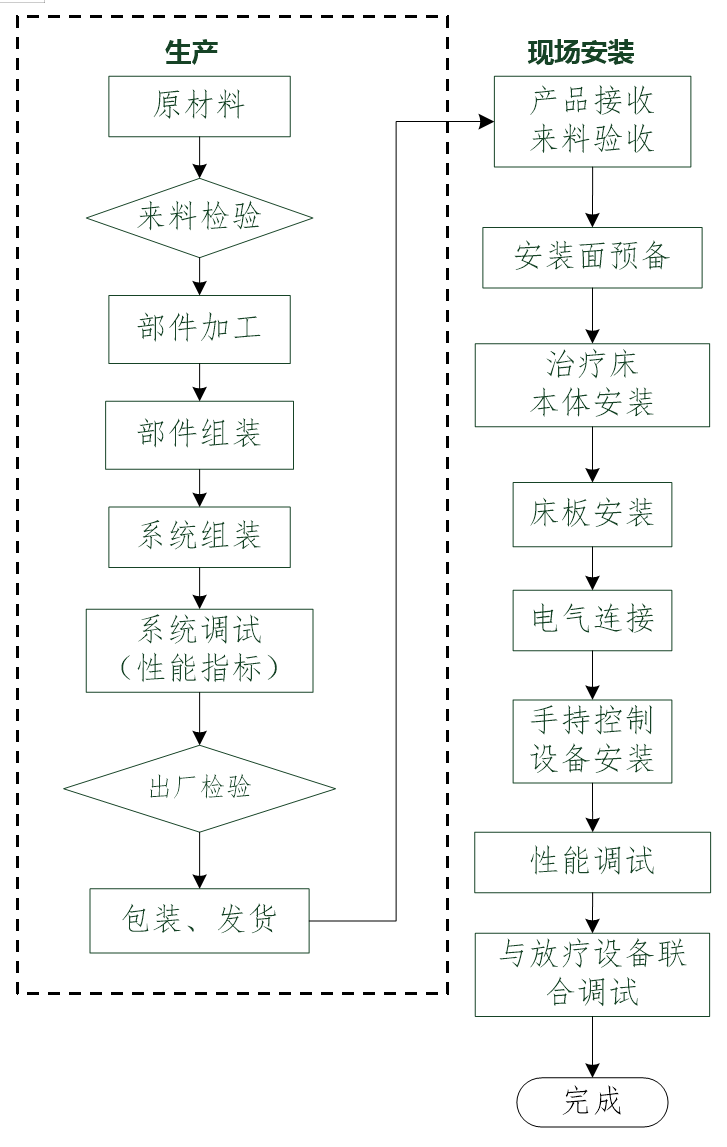 生产
原材料
来料检验
部件加工
部件组装
系统组装
系统调试
（性能指标）
出厂检验
包装、发货
现场安装
产品接收
来料验收
安装面预备
治疗床
本体安装
床板安装
电气连接
手持控制
设备安装
性能调试
与放疗设备联
合调试
完成